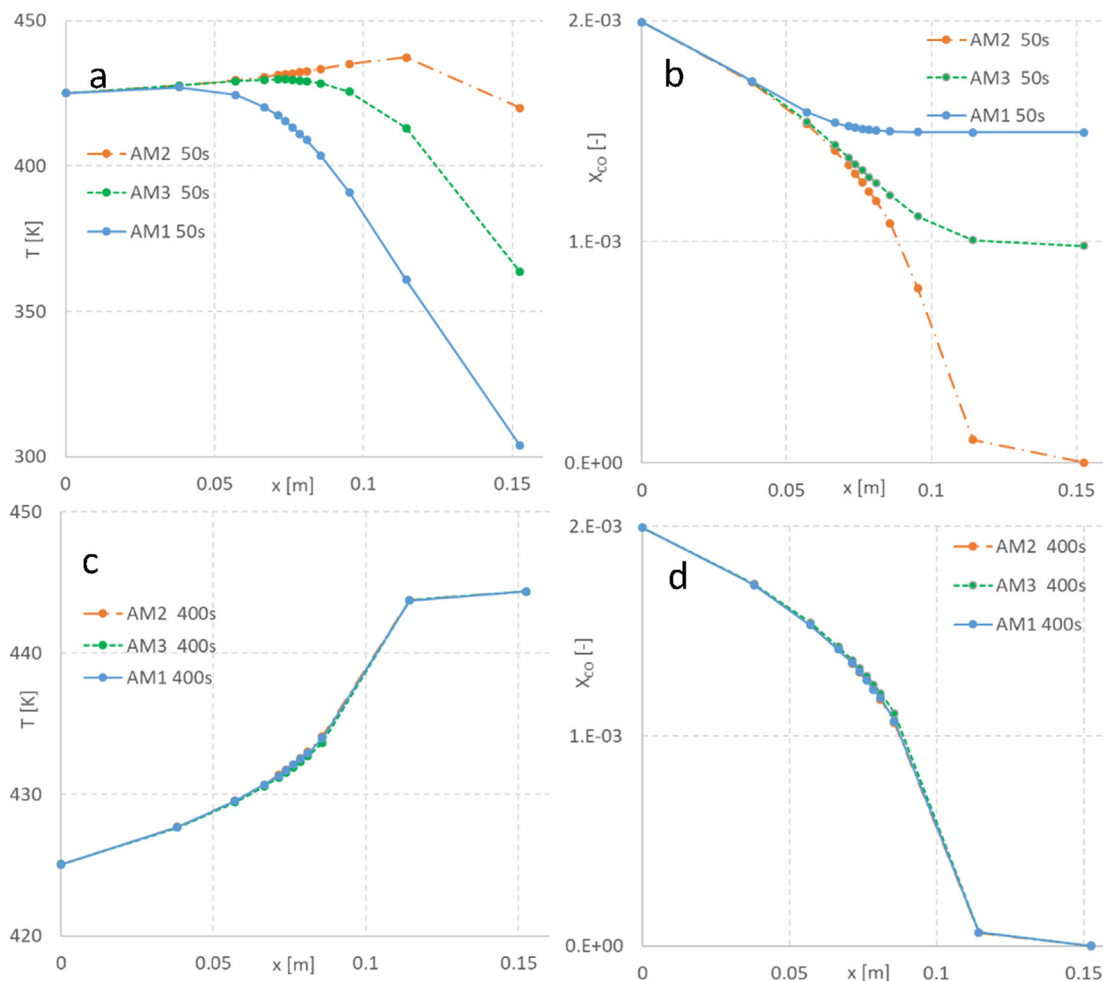 a
450
400
350
300
T [K]
AM2 50s
AM3 50s
AM1 50s
0
0.05
0.1
0.15
x [m]
b
2.E-03
1.E-03
0.E+00
X_CO [-]
AM2 50s
AM3 50s
AM1 50s
0
0.05
0.1
0.15
x [m]
c
450
440
430
420
T [K]
AM2 400s
AM3 400s
AM1 400s
0
0.05
0.1
0.15
x [m]
d
2.E-03
1.E-03
0.E+00
X_CO [-]
AM2 400s
AM3 400s
AM1 400s
0
0.05
0.1
0.15
x [m]